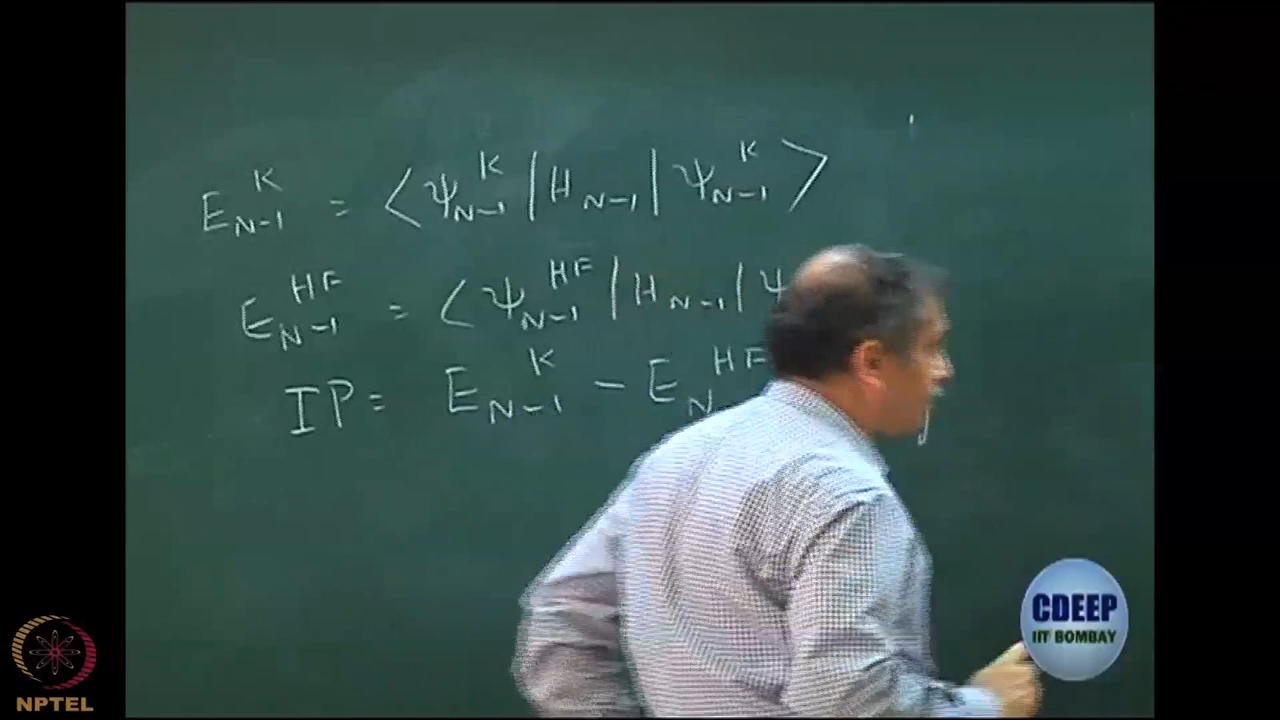 E_{N-1}^{K} = ⟨ψ_{N-1}^{K}|H_{N-1}|ψ_{N-1}^{K}⟩
E_{N-1}^{HF} = ⟨ψ_{N-1}^{HF}|H_{N-1}|ψ
IP = E_{N-1}^{K} - E_{N}^{HF}
CDEEP
IIT BOMBAY
NPTEL